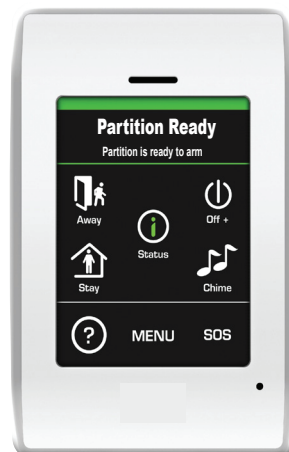 Partition Ready
Partition is ready to arm
Away
Off +
i
Status
Stay
Chime
?
MENU
SOS